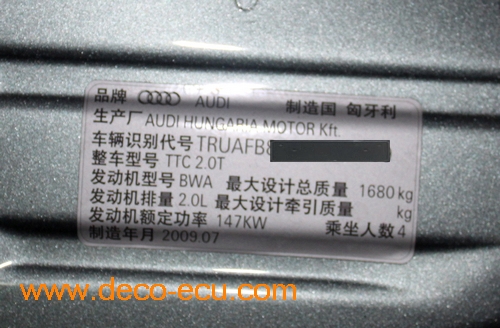 品牌 AUDI 制造国 匈牙利
生产厂 AUDI HUNGARIA MOTOR Kft.
车辆识别代号 TRUAFB8
整车型号 TTC 2.0T
发动机型号 BWA 最大设计总质量 1680 kg
发动机排量 2.0L 最大设计牵引质量 kg
发动机额定功率 147KW 乘坐人数 4
制造年月 2009.07
www.deco-ecu.com